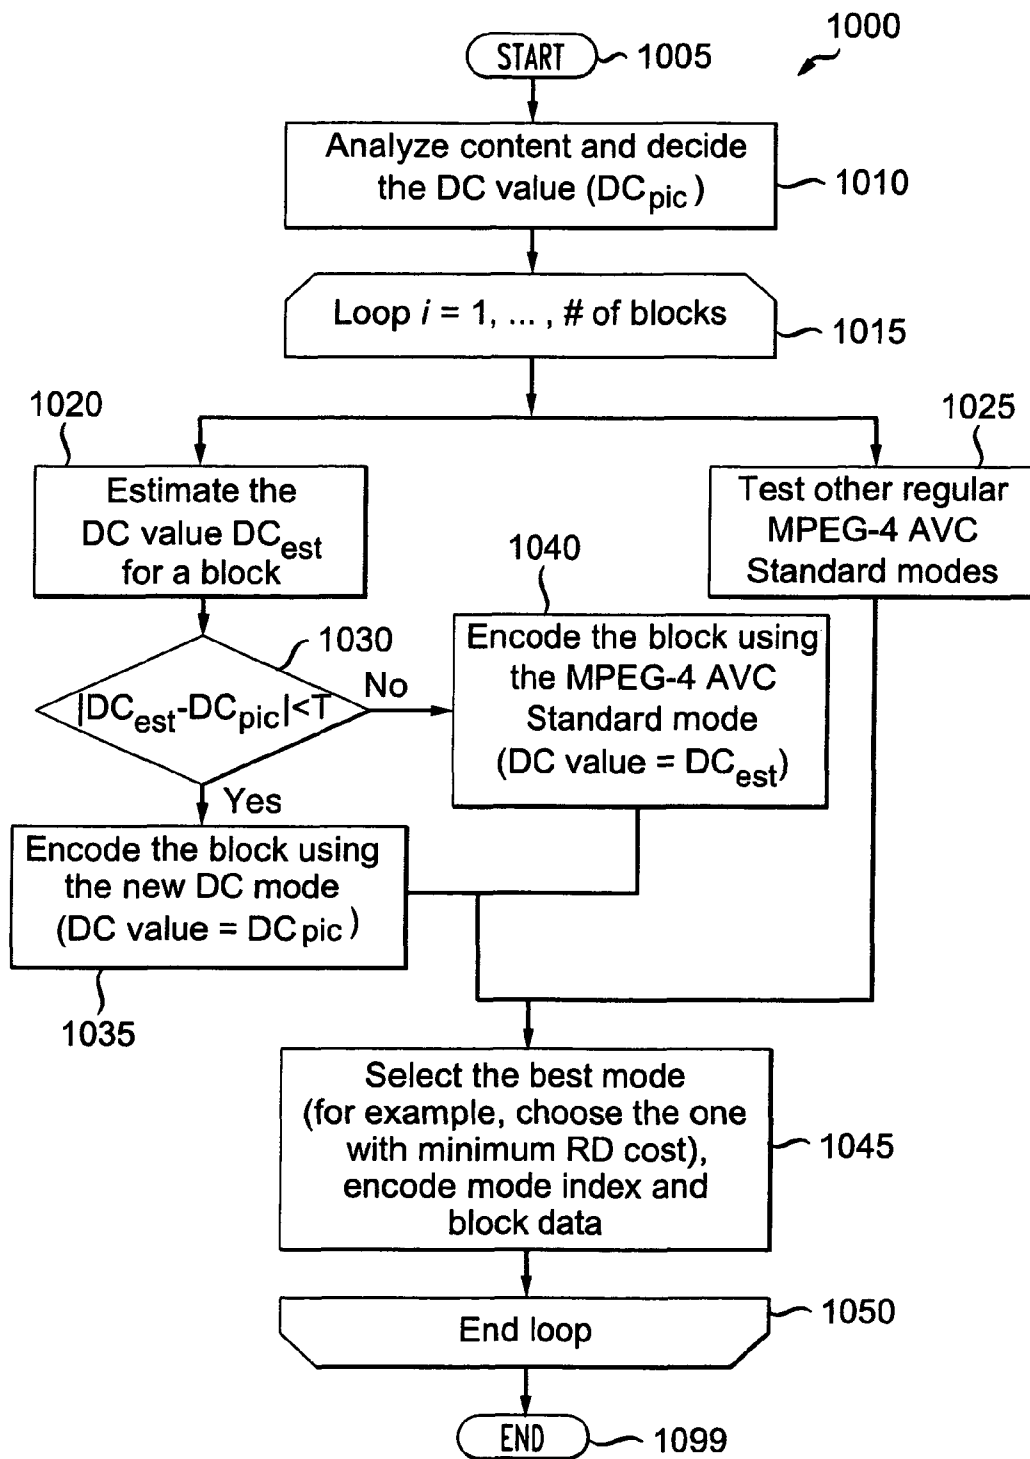 1000
START
1005
Analyze content and decide
the DC value (DCpic)
1010
Loop i = 1, ... , # of blocks
1015
1020
1025
Estimate the
DC value DCest
for a block
Test other regular
MPEG-4 AVC
Standard modes
1040
1030
|DCest-DCpic|<T
No
Encode the block using
the MPEG-4 AVC
Standard mode
(DC value = DCest)
Yes
Encode the block using
the new DC mode
(DC value = DCpic)
1035
Select the best mode
(for example, choose the one
with minimum RD cost),
encode mode index and
block data
1045
End loop
1050
END
1099